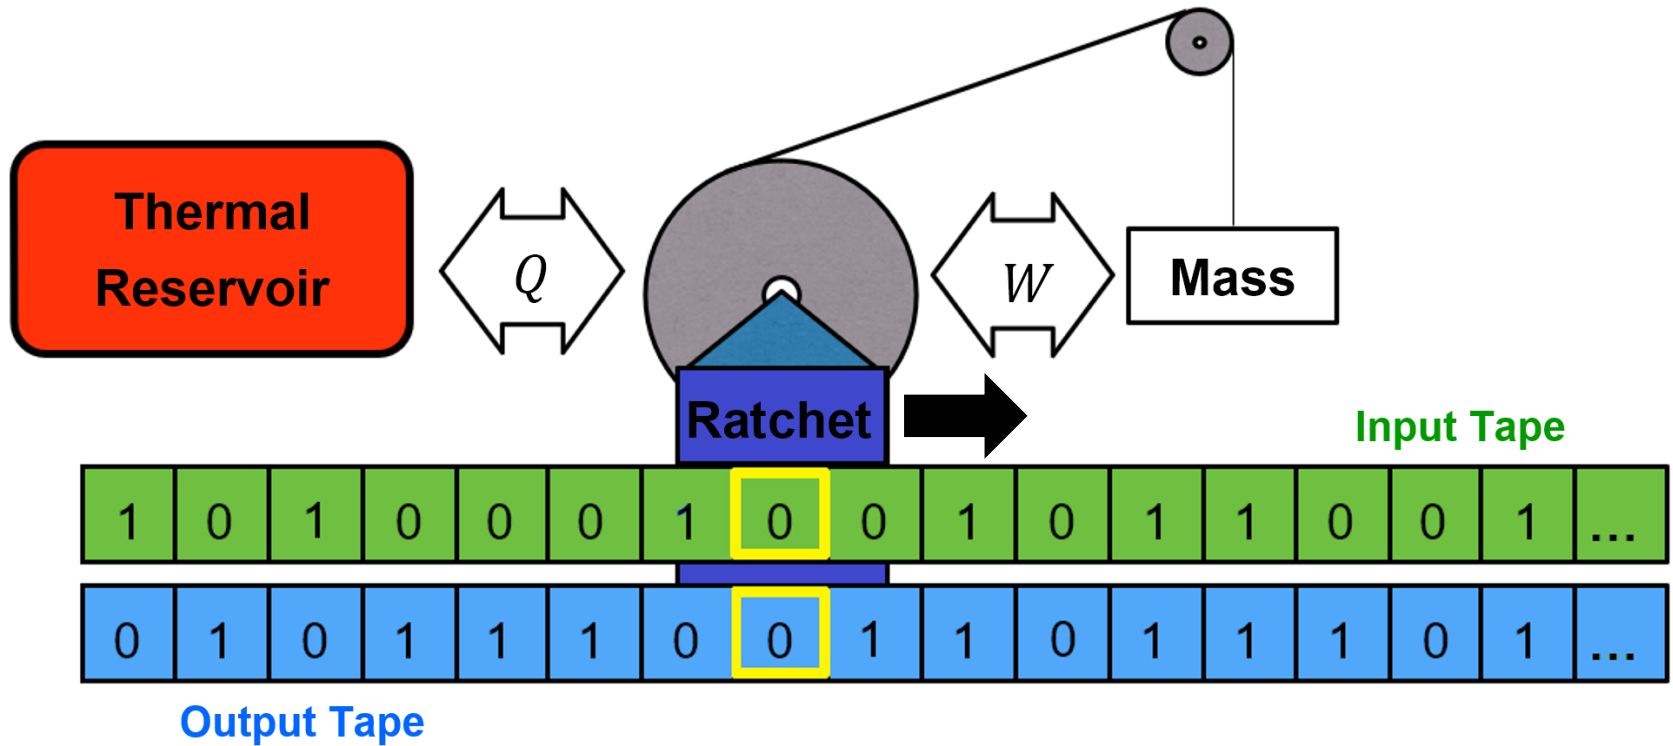 Thermal
Reservoir
Q
W
Mass
Ratchet
Input Tape
1 0 1 0 0 0 1 0 0 1 0 1 1 0 0 1 ...
0 1 0 1 1 1 0 0 1 1 0 1 1 1 0 1 ...
Output Tape